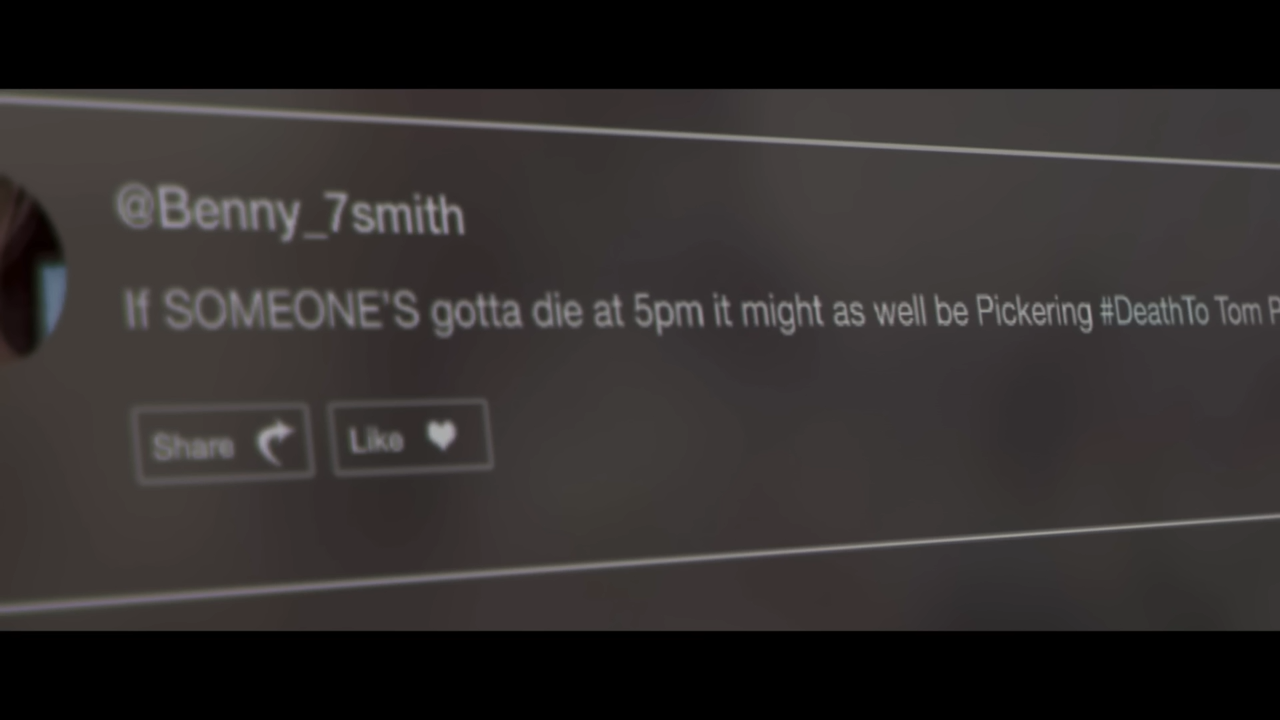 @Benny_7smith
If SOMEONE'S gotta die at 5pm it might as well be Pickering #DeathTo Tom P
Share
Like